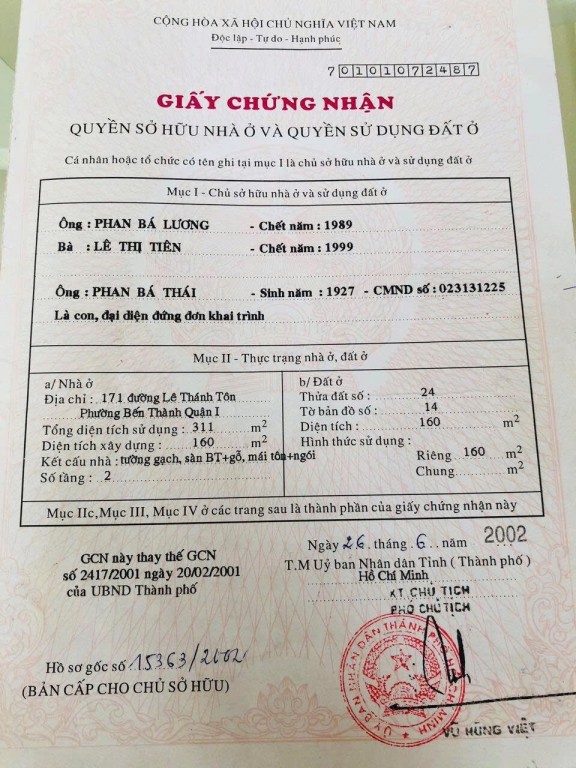 CỘNG HÒA XÃ HỘI CHỦ NGHĨA VIỆT NAM
Độc lập - Tự do - Hạnh phúc
7 0101072487
GIẤY CHỨNG NHẬN
QUYỀN SỞ HỮU NHÀ Ở VÀ QUYỀN SỬ DỤNG ĐẤT Ở
Cá nhân hoặc tổ chức có tên ghi tại mục I là chủ sở hữu nhà ở và sử dụng đất ở
Mục I - Chủ sở hữu nhà ở và sử dụng đất ở
Ông : PHAN BÁ LƯƠNG - Chết năm : 1989
Bà : LÊ THỊ TIÊN - Chết năm : 1999
Ông : PHAN BÁ THÁI - Sinh năm : 1927 - CMND số : 023131225
Là con, đại diện đứng đơn khai trình
Mục II - Thực trạng nhà ở, đất ở
a/ Nhà ở
Địa chỉ : 171 đường Lê Thánh Tôn
Phường Bến Thành Quận I
Tổng diện tích sử dụng : 311 m2
Diện tích xây dựng : 160 m2
Kết cấu nhà : tường gạch, sàn BT+gỗ, mái tôn+ngói
Số tầng : 2
b/ Đất ở
Thửa đất số : 24
Tờ bản đồ số : 14
Diện tích : 160 m2
Hình thức sử dụng :
Riêng 160 m2
Chung m2
Mục IIc, Mục III, Mục IV ở các trang sau là thành phần của giấy chứng nhận này
GCN này thay thế GCN
số 2417/2001 ngày 20/02/2001
của UBND Thành phố
Hồ sơ gốc số 15363/2002
(BẢN CẤP CHO CHỦ SỞ HỮU)
Ngày 26 tháng 6 năm 2002
T.M Uỷ ban Nhân dân Tỉnh ( Thành phố )
Hồ Chí Minh
KT CHỦ TỊCH
PHÓ CHỦ TỊCH
ỦY BAN NHÂN DÂN THÀNH PHỐ HỒ CHÍ MINH
VŨ HÙNG VIỆT